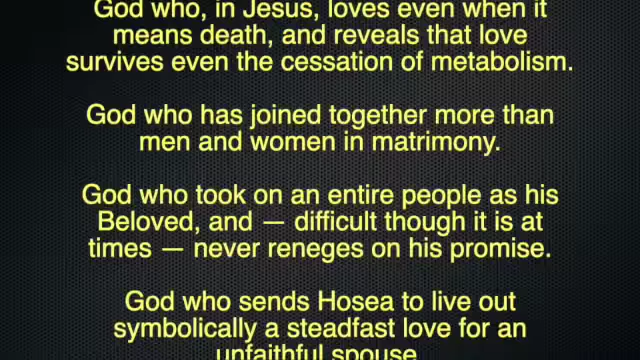 God who, in Jesus, loves even when it
means death, and reveals that love
survives even the cessation of metabolism.
God who has joined together more than
men and women in matrimony.
God who took on an entire people as his
Beloved, and — difficult though it is at
times — never reneges on his promise.
God who sends Hosea to live out
symbolically a steadfast love for an
unfaithful spouse